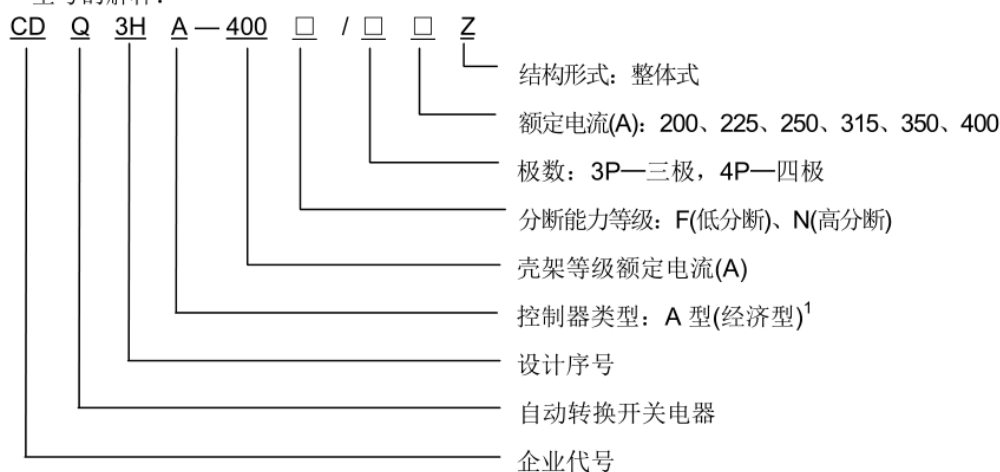 CD Q 3H A — 400 □ / □ □ Z
结构形式：整体式
额定电流(A)：200、225、250、315、350、400
极数：3P—三极，4P—四极
分断能力等级：F(低分断)、N(高分断)
壳架等级额定电流(A)
控制器类型：A 型(经济型)¹
设计序号
自动转换开关电器
企业代号